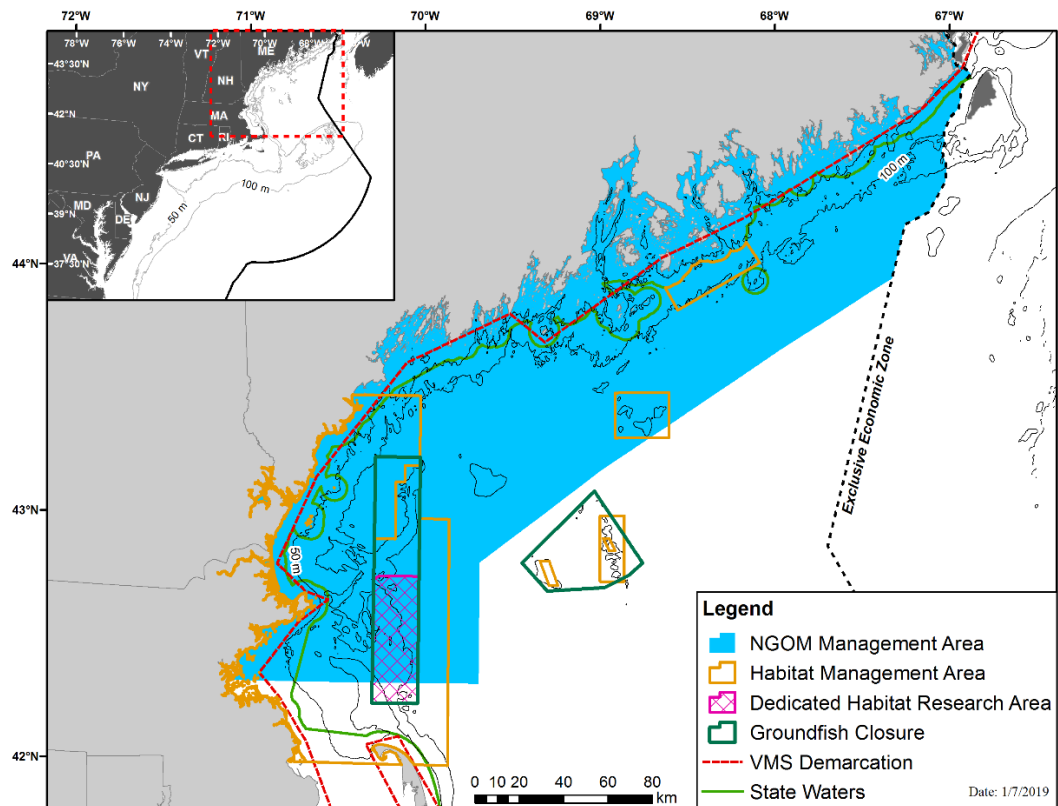 72°W 71°W 70°W 69°W 68°W 67°W
78°W 76°W 74°W 72°W 70°W 68°W 66°W
43°30'N
42°N
40°30'N
39°N
37°30'N
VT
ME
NH
NY
MA
CT
RI
PA
NJ
MD
DE
VA
50 m
100 m
100 m
44°N
43°N
42°N
50 m
Exclusive Economic Zone
Legend
NGOM Management Area
Habitat Management Area
Dedicated Habitat Research Area
Groundfish Closure
VMS Demarcation
State Waters
Date: 1/7/2019
0 10 20 40 60 80
km